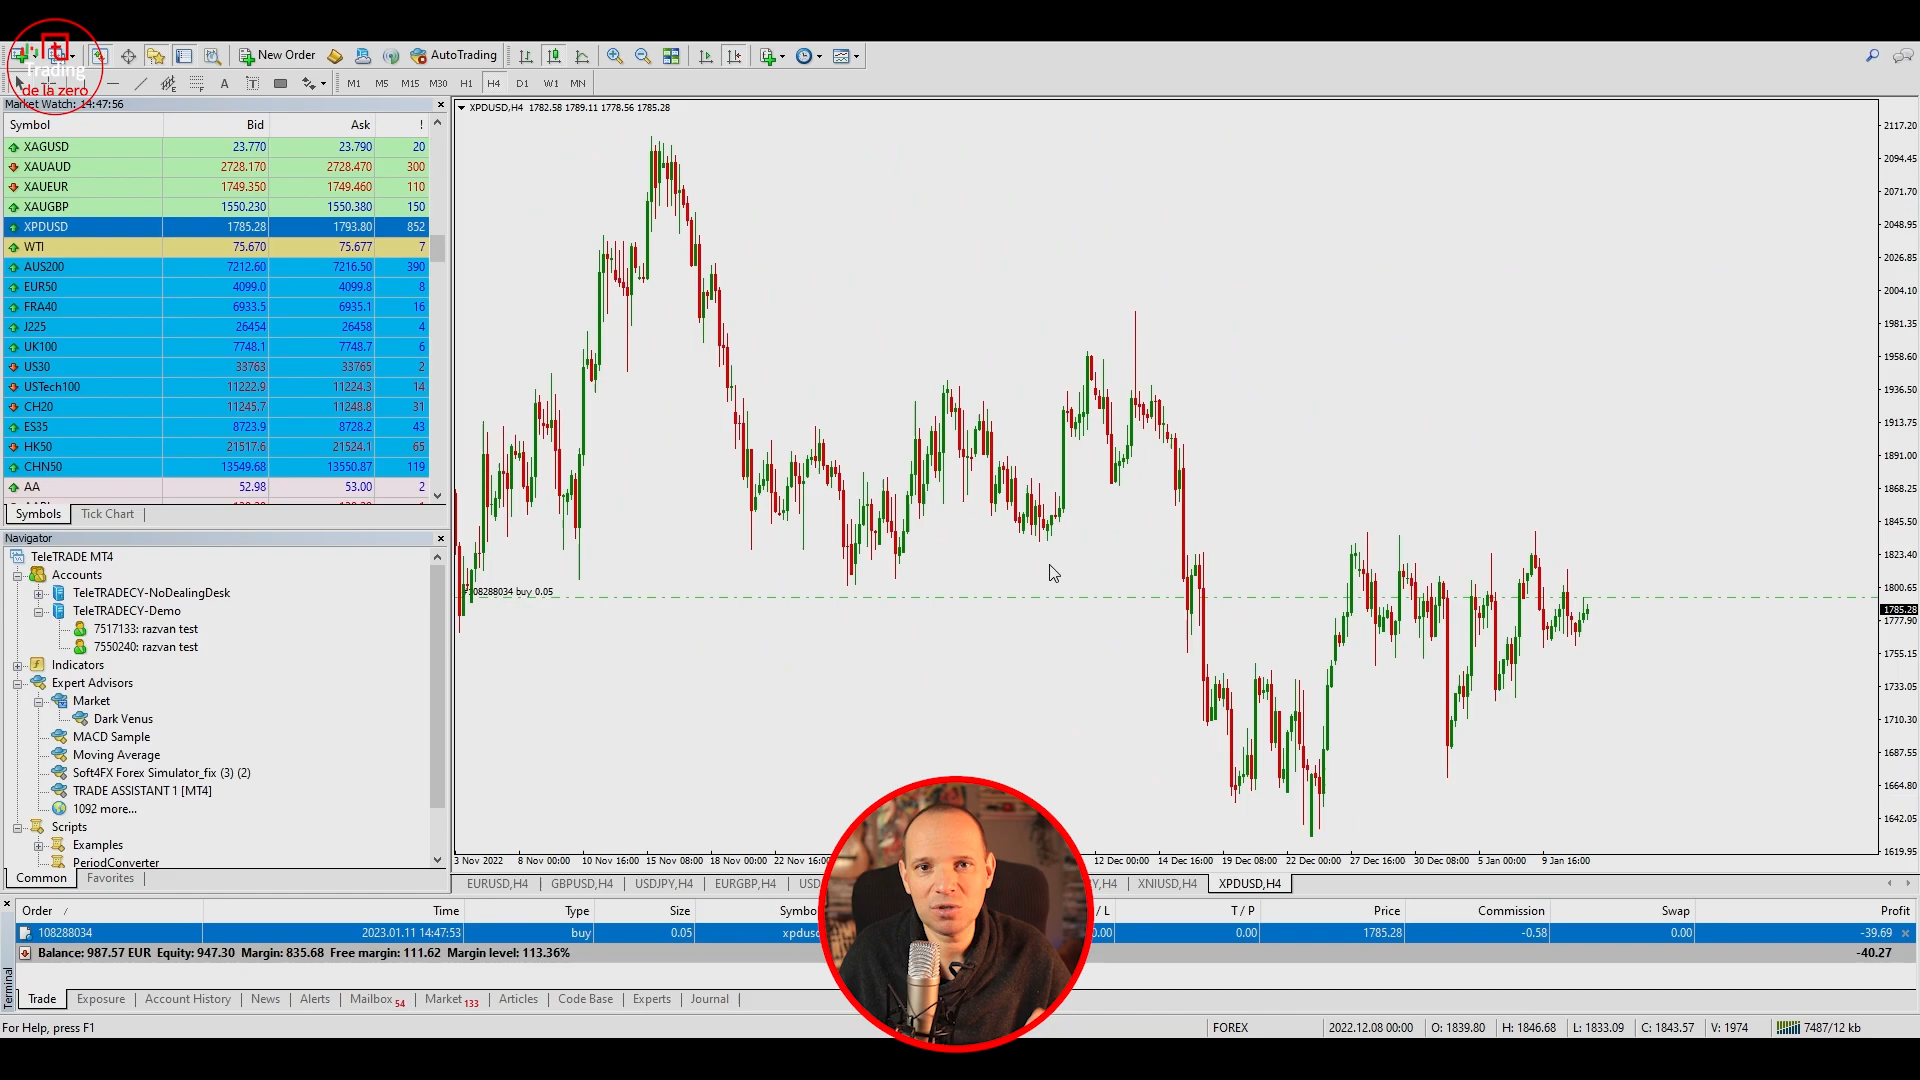 Trading
de la zero
New Order
AutoTrading
A
T
M1 M5 M15 M30 H1 H4 D1 W1 MN
Market Watch: 14:47:56
Symbol Bid Ask !
XAGUSD 23.770 23.790 20
XAUAUD 2728.170 2728.470 300
XAUEUR 1749.350 1749.460 110
XAUGBP 1550.230 1550.380 150
XPDUSD 1785.28 1793.80 852
WTI 75.670 75.677 7
AUS200 7212.60 7216.50 390
EUR50 4099.0 4099.8 8
FRA40 6933.5 6935.1 16
J225 26454 26458 4
UK100 7748.1 7748.7 6
US30 33763 33765 2
USTech100 11222.9 11224.3 14
CH20 11245.7 11248.8 31
ES35 8723.9 8728.2 43
HK50 21517.6 21524.1 65
CHN50 13549.68 13550.87 119
AA 52.98 53.00 2
Symbols Tick Chart
Navigator
TeleTRADE MT4
Accounts
TeleTRADECY-NoDealingDesk
TeleTRADECY-Demo
7517133: razvan test
7550240: razvan test
Indicators
Expert Advisors
Market
Dark Venus
MACD Sample
Moving Average
Soft4FX Forex Simulator_fix (3) (2)
TRADE ASSISTANT 1 [MT4]
1092 more...
Scripts
Examples
PeriodConverter
Common Favorites
XPDUSD,H4 1782.58 1789.11 1778.56 1785.28
#108288034 buy 0.05
2117.20
2094.45
2071.70
2048.95
2026.85
2004.10
1981.35
1958.60
1936.50
1913.75
1891.00
1868.25
1845.50
1823.40
1800.65
1785.28
1777.90
1755.15
1733.05
1710.30
1687.55
1664.80
1642.05
1619.95
3 Nov 2022 8 Nov 00:00 10 Nov 16:00 15 Nov 08:00 18 Nov 00:00 22 Nov 16:00 12 Dec 00:00 14 Dec 16:00 19 Dec 08:00 22 Dec 00:00 27 Dec 16:00 30 Dec 08:00 5 Jan 00:00 9 Jan 16:00
EURUSD,H4 GBPUSD,H4 USDJPY,H4 EURGBP,H4 USD Y,H4 XNIUSD,H4 XPDUSD,H4
Order / Time Type Size Symbo / L T / P Price Commission Swap Profit
108288034 2023.01.11 14:47:53 buy 0.05 xpdusd 0.00 0.00 1785.28 -0.58 0.00 -39.69
Balance: 987.57 EUR Equity: 947.30 Margin: 835.68 Free margin: 111.62 Margin level: 113.36% -40.27
Terminal
Trade Exposure Account History News Alerts Mailbox 54 Market 133 Articles Code Base Experts Journal
For Help, press F1 FOREX 2022.12.08 00:00 O: 1839.80 H: 1846.68 L: 1833.09 C: 1843.57 V: 1974 7487/12 kb